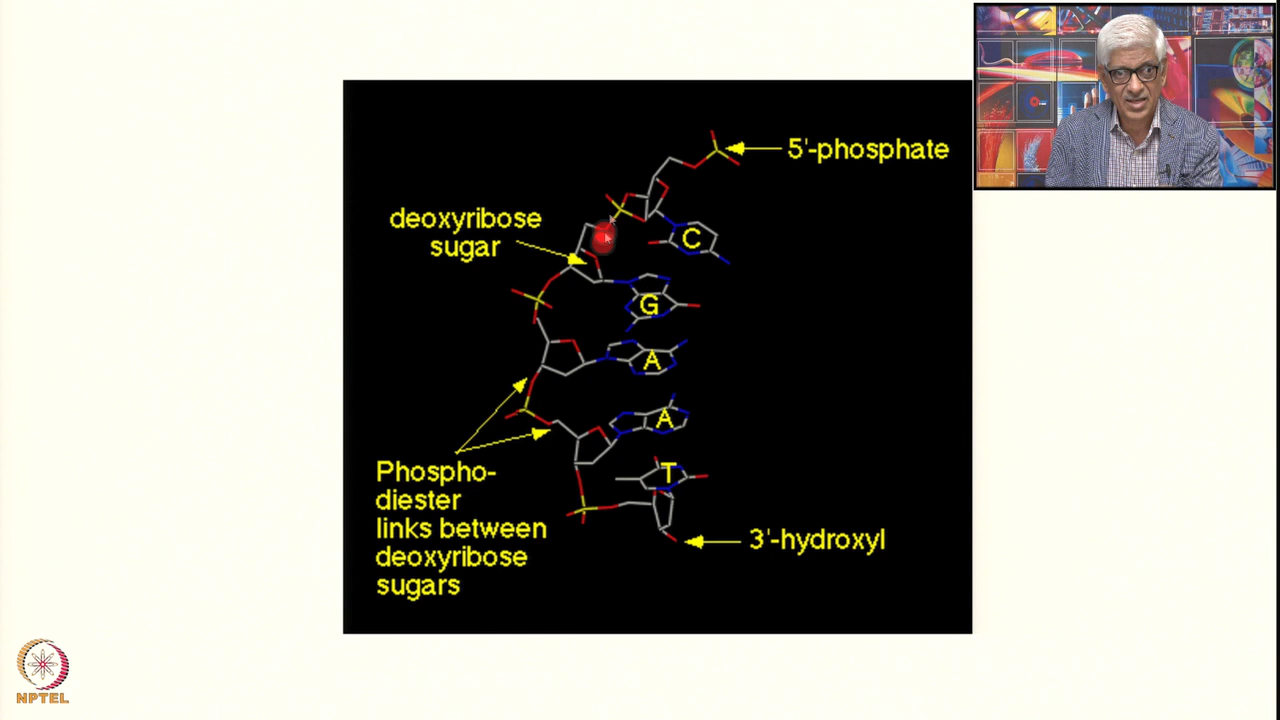 5'-phosphate
deoxyribose
sugar
C
G
A
A
T
Phospho-
diester
links between
deoxyribose
sugars
3'-hydroxyl
NPTEL